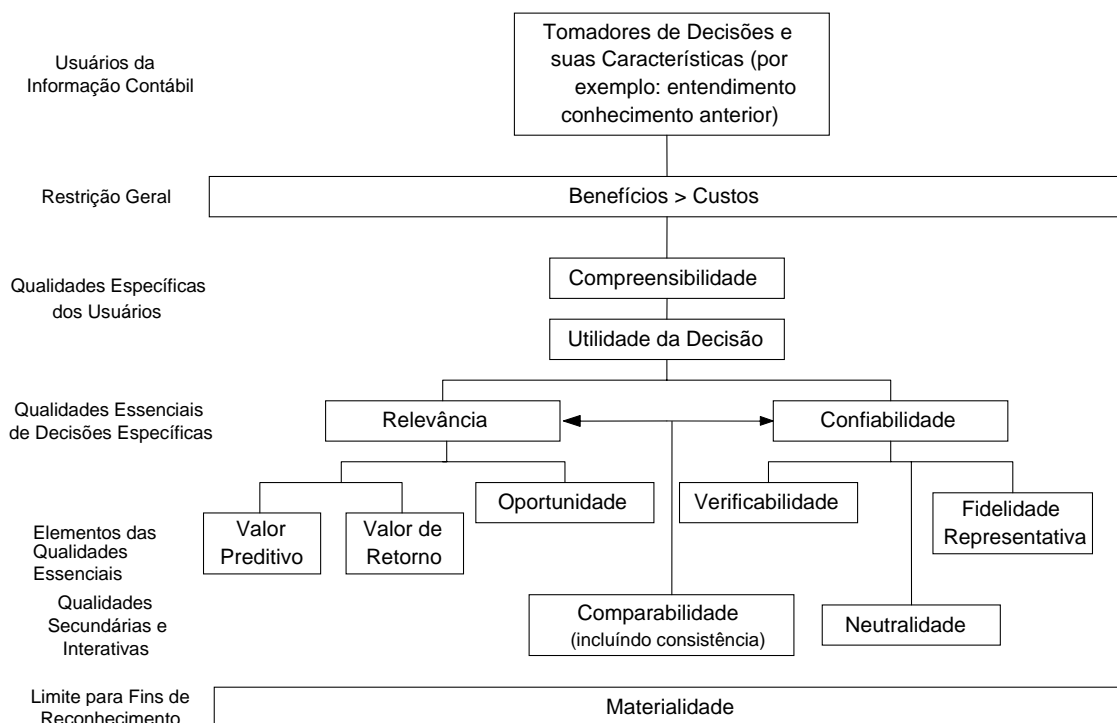 Usuários da
Informação Contábil
Tomadores de Decisões e
suas Características (por
exemplo: entendimento
conhecimento anterior)
Restrição Geral
Benefícios > Custos
Qualidades Específicas
dos Usuários
Compreensibilidade
Utilidade da Decisão
Qualidades Essenciais
de Decisões Específicas
Relevância
Confiabilidade
Elementos das
Qualidades
Essenciais
Valor
Preditivo
Valor de
Retorno
Oportunidade
Verificabilidade
Fidelidade
Representativa
Qualidades
Secundárias e
Interativas
Comparabilidade
(incluíndo consistência)
Neutralidade
Limite para Fins de
Reconhecimento
Materialidade